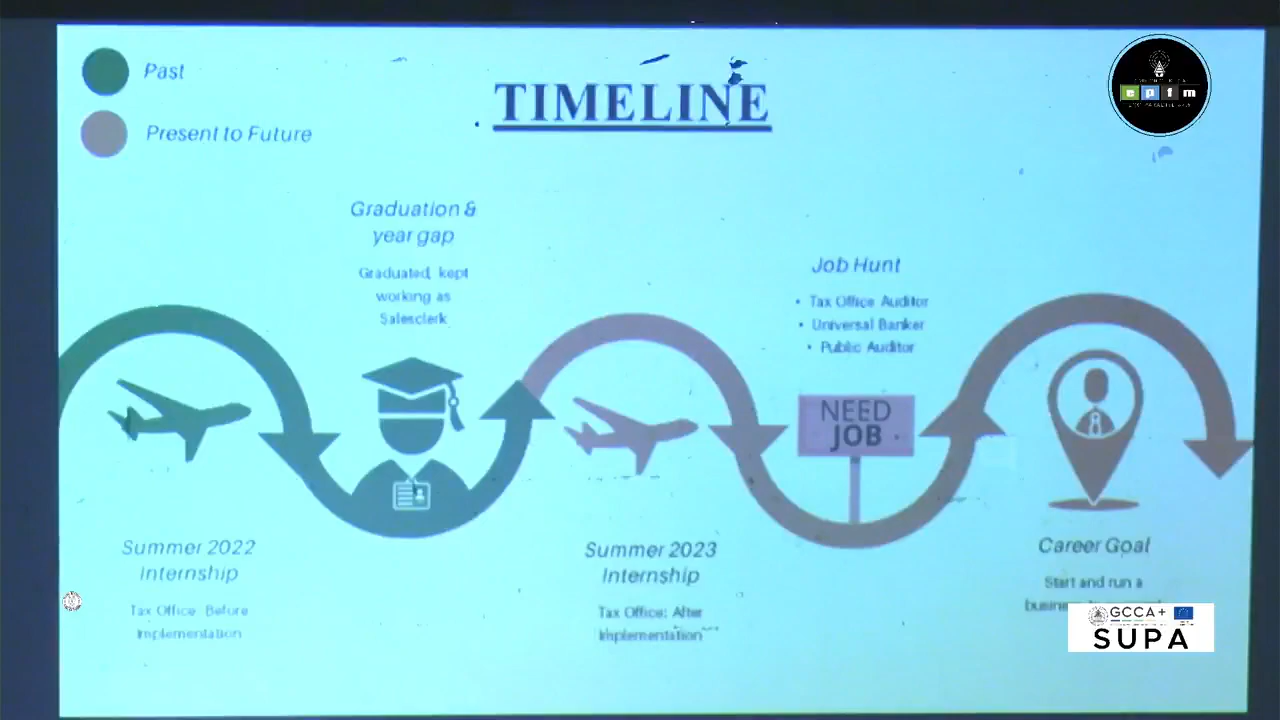 Past
Present to Future
TIMELINE
epfm
Graduation &
year gap
Graduated, kept
working as
Salesclerk
Job Hunt
• Tax Office Auditor
• Universal Banker
• Public Auditor
NEED
JOB
Summer 2022
Internship
Tax Office: Before
Implementation
Summer 2023
Internship
Tax Office: After
Implementation
Career Goal
Start and run a
GCCA+
SUPA